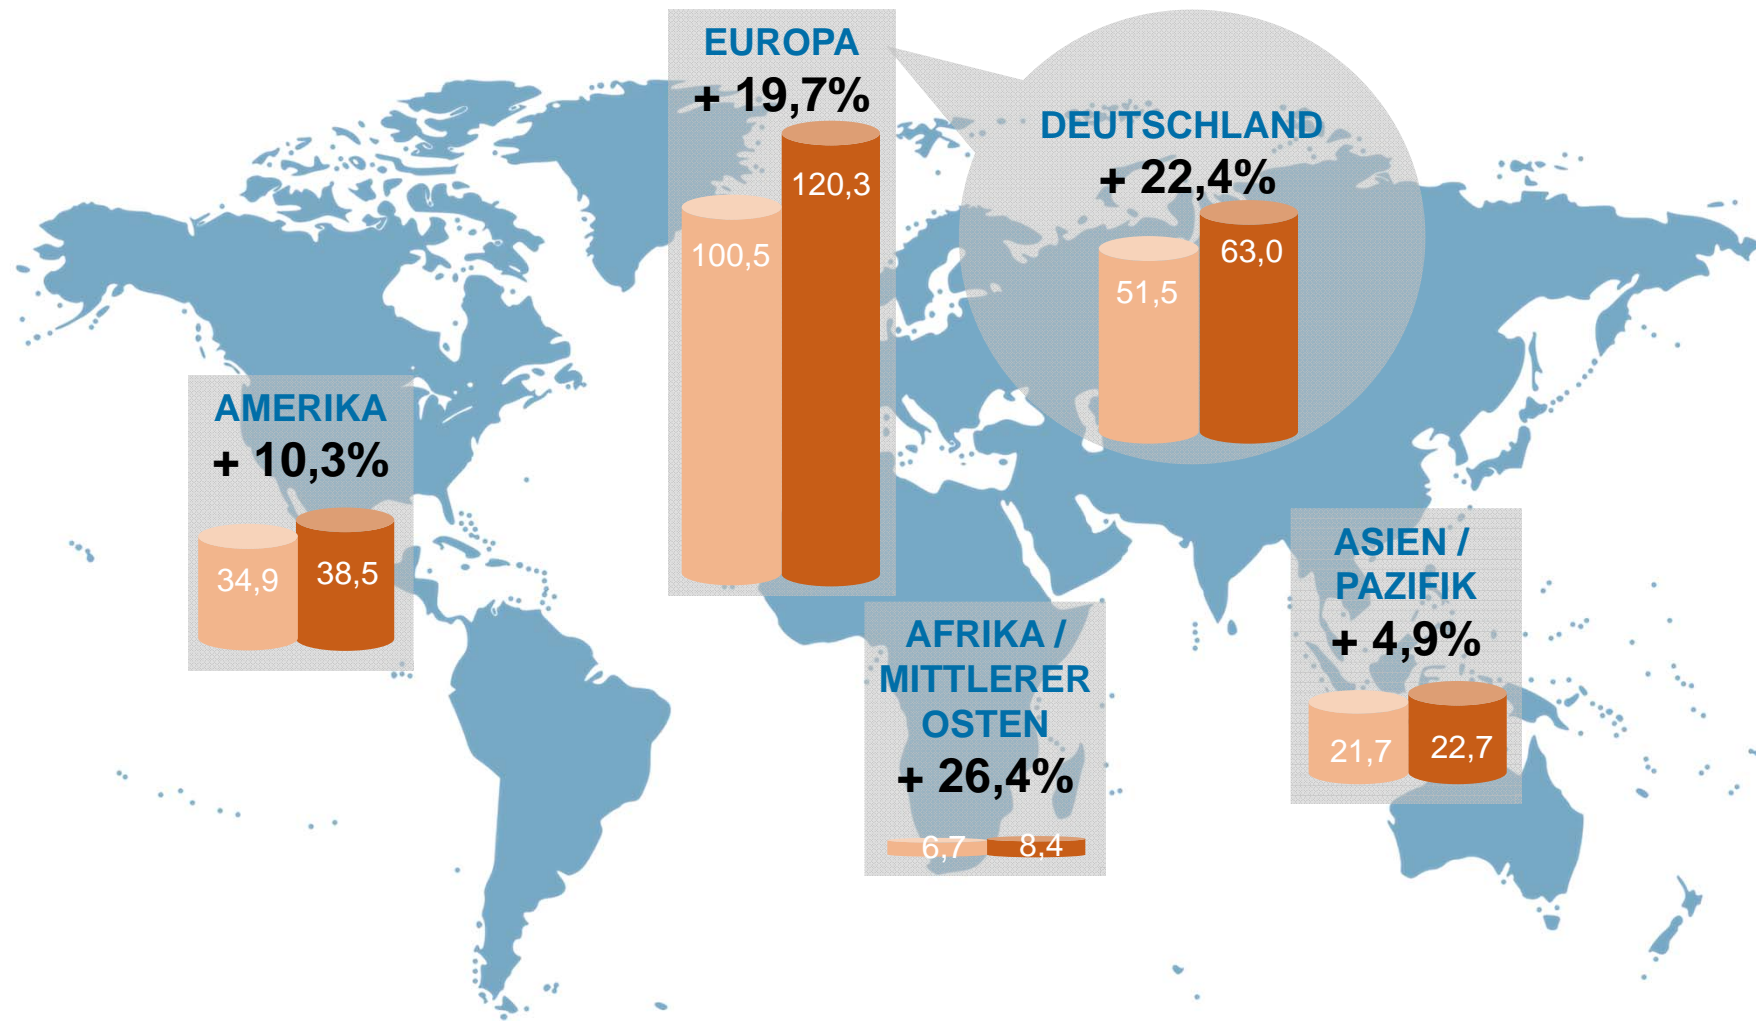 EUROPA
+ 19,7%
100,5
120,3
DEUTSCHLAND
+ 22,4%
51,5
63,0
AMERIKA
+ 10,3%
34,9
38,5
AFRIKA /
MITTLERER
OSTEN
+ 26,4%
6,7
8,4
ASIEN /
PAZIFIK
+ 4,9%
21,7
22,7